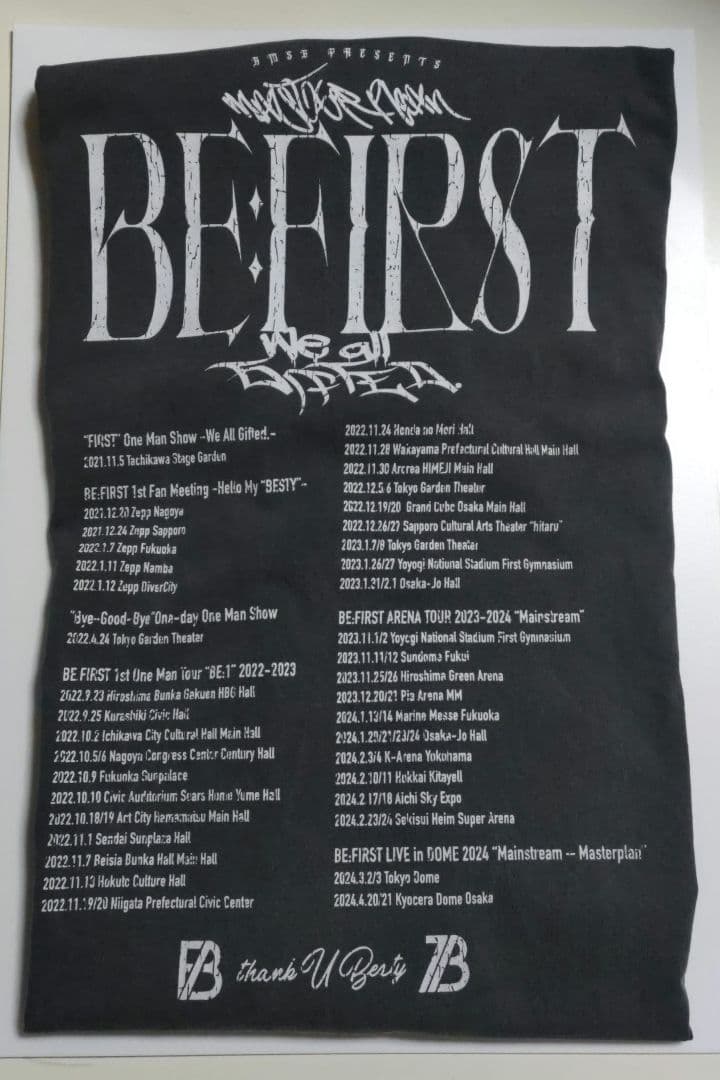 BMSG PRESENTS
BE:FIRST
We all
GIFTED.
"FIRST" One Man Show -We All Gifted.-
2021.11.5 Tachikawa Stage Garden
BE:FIRST 1st Fan Meeting -Hello My "BESTY"-
2021.12.20 Zepp Nagoya
2021.12.24 Zepp Sapporo
2022.1.7 Zepp Fukuoka
2022.1.11 Zepp Namba
2022.1.12 Zepp DiverCity
"Bye-Good-Bye"One-day One Man Show
2022.4.24 Tokyo Garden Theater
BE:FIRST 1st One Man Tour "BE:1" 2022-2023
2022.9.23 Hiroshima Bunka Gakuen HBG Hall
2022.9.25 Kurashiki Civic Hall
2022.10.2 Ichikawa City Cultural Hall Main Hall
2022.10.5/6 Nagoya Congress Center Century Hall
2022.10.9 Fukuoka Sunpalace
2022.10.10 Civic Auditorium Sears Home Yume Hall
2022.10.18/19 Act City Hamamatsu Main Hall
2022.11.1 Sendai Sunplaza Hall
2022.11.7 Reisia Bunka Hall Main Hall
2022.11.13 Hokuto Culture Hall
2022.11.19/20 Niigata Prefectural Civic Center
2022.11.24 Honda no Mori Hall
2022.11.28 Wakayama Prefectural Cultural Hall Main Hall
2022.11.30 Arcrea HIMEJI Main Hall
2022.12.5 6 Tokyo Garden Theater
2022.12.19/20 Grand Cube Osaka Main Hall
2022.12.26/27 Sapporo Cultural Arts Theater "hitaru"
2023.1.7/8 Tokyo Garden Theater
2023.1.26/27 Yoyogi National Stadium First Gymnasium
2023.1.31/2.1 Osaka-Jo Hall
BE:FIRST ARENA TOUR 2023-2024 "Mainstream"
2023.11.1/2 Yoyogi National Stadium First Gymnasium
2023.11.11/12 Sundome Fukui
2023.11.25/26 Hiroshima Green Arena
2023.12.20/21 Pia Arena MM
2024.1.13/14 Marine Messe Fukuoka
2024.1.20/21/23/24 Osaka-Jo Hall
2024.2.3/4 K-Arena Yokohama
2024.2.10/11 Hokkai Kitayell
2024.2.17/18 Aichi Sky Expo
2024.2.23/24 Sekisui Heim Super Arena
BE:FIRST LIVE in DOME 2024 "Mainstream -- Masterplan"
2024.3.2/3 Tokyo Dome
2024.4.20/21 Kyocera Dome Osaka
thank U Besty